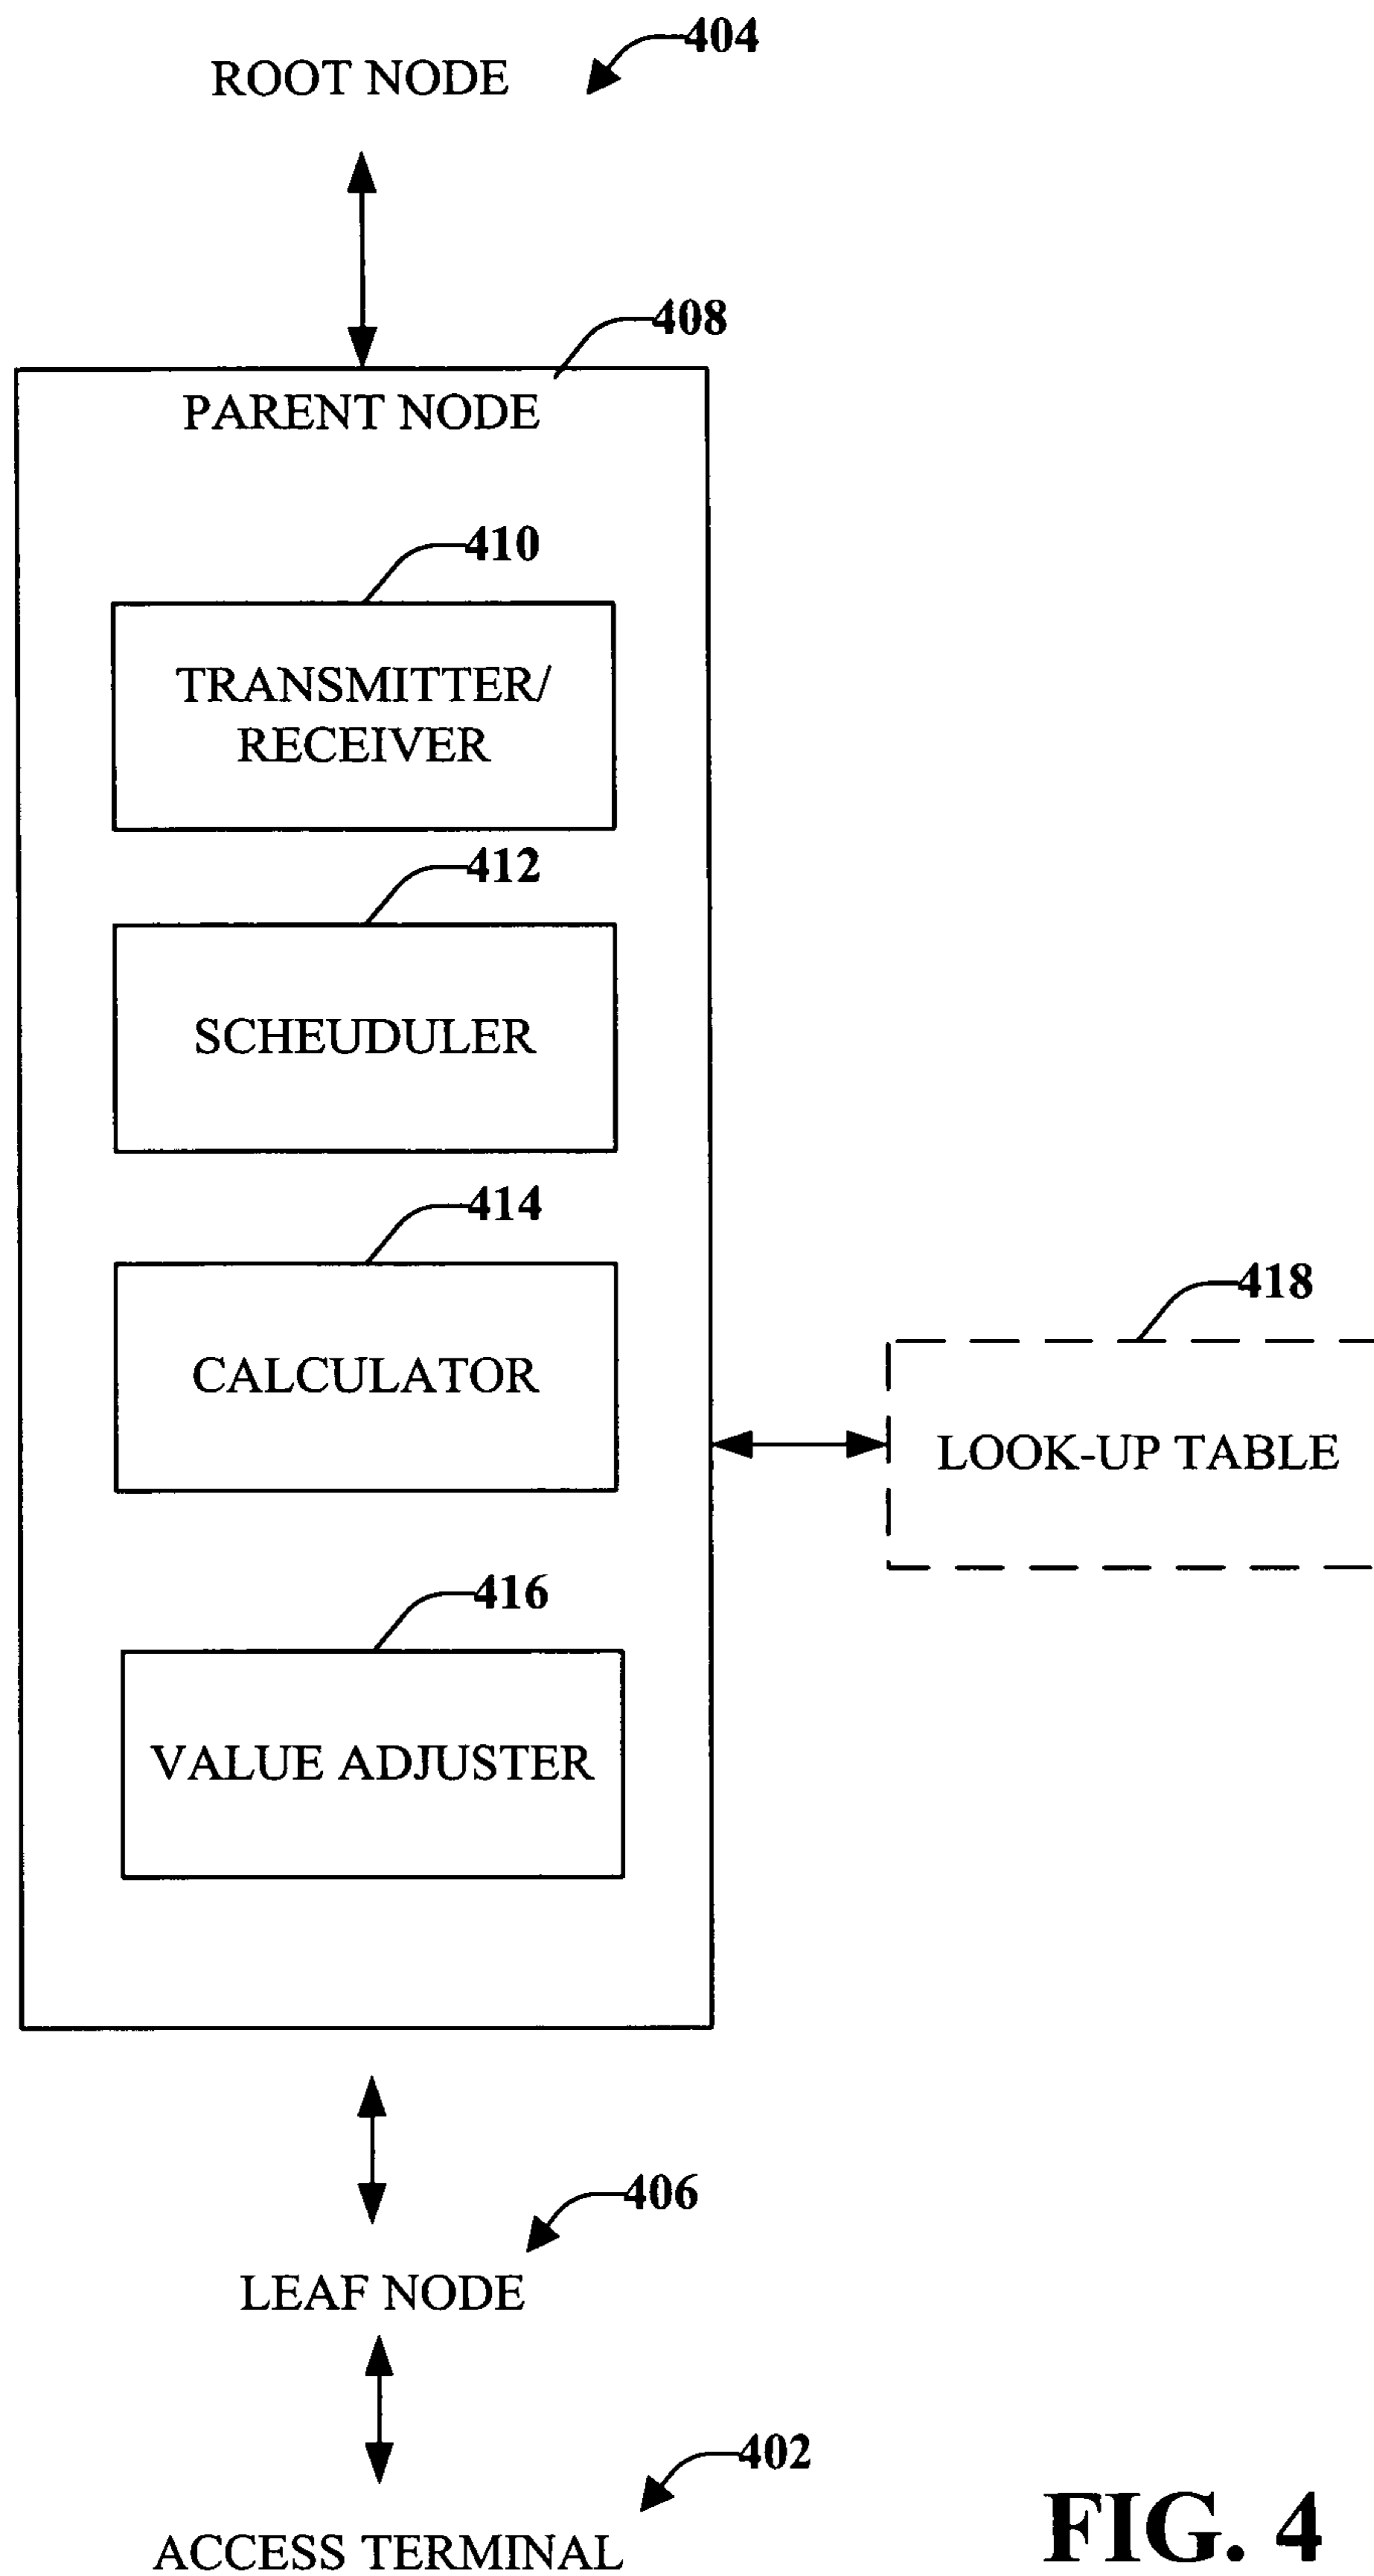 404
ROOT NODE
408
PARENT NODE
410
TRANSMITTER/
RECEIVER
412
SCHEUDULER
414
CALCULATOR
418
LOOK-UP TABLE
416
VALUE ADJUSTER
406
LEAF NODE
402
ACCESS TERMINAL
FIG. 4